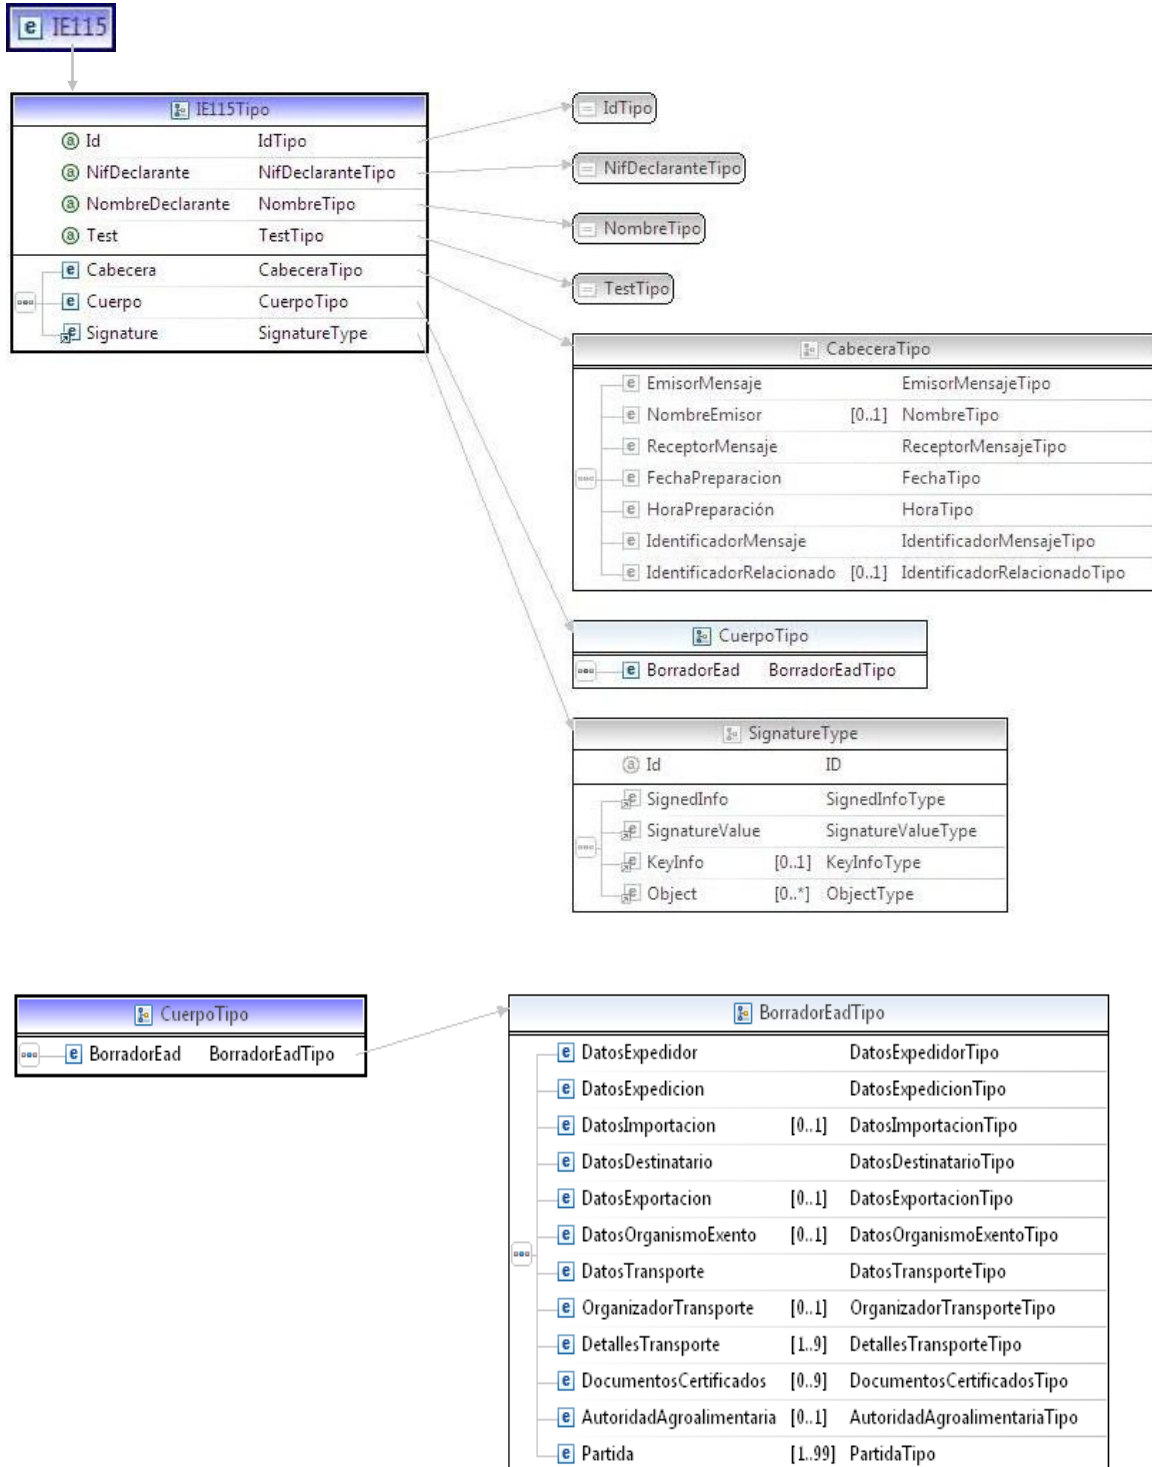 e IE115
IE115Tipo
a Id IdTipo
a NifDeclarante NifDeclaranteTipo
a NombreDeclarante NombreTipo
a Test TestTipo
e Cabecera CabeceraTipo
e Cuerpo CuerpoTipo
e Signature SignatureType
IdTipo
NifDeclaranteTipo
NombreTipo
TestTipo
CabeceraTipo
e EmisorMensaje EmisorMensajeTipo
e NombreEmisor [0..1] NombreTipo
e ReceptorMensaje ReceptorMensajeTipo
e FechaPreparacion FechaTipo
e HoraPreparación HoraTipo
e IdentificadorMensaje IdentificadorMensajeTipo
e IdentificadorRelacionado [0..1] IdentificadorRelacionadoTipo
CuerpoTipo
e BorradorEad BorradorEadTipo
SignatureType
a Id ID
e SignedInfo SignedInfoType
e SignatureValue SignatureValueType
e KeyInfo [0..1] KeyInfoType
e Object [0..*] ObjectType
CuerpoTipo
e BorradorEad BorradorEadTipo
BorradorEadTipo
e DatosExpedidor DatosExpedidorTipo
e DatosExpedicion DatosExpedicionTipo
e DatosImportacion [0..1] DatosImportacionTipo
e DatosDestinatario DatosDestinatarioTipo
e DatosExportacion [0..1] DatosExportacionTipo
e DatosOrganismoExento [0..1] DatosOrganismoExentoTipo
e DatosTransporte DatosTransporteTipo
e OrganizadorTransporte [0..1] OrganizadorTransporteTipo
e DetallesTransporte [1..9] DetallesTransporteTipo
e DocumentosCertificados [0..9] DocumentosCertificadosTipo
e AutoridadAgroalimentaria [0..1] AutoridadAgroalimentariaTipo
e Partida [1..99] PartidaTipo